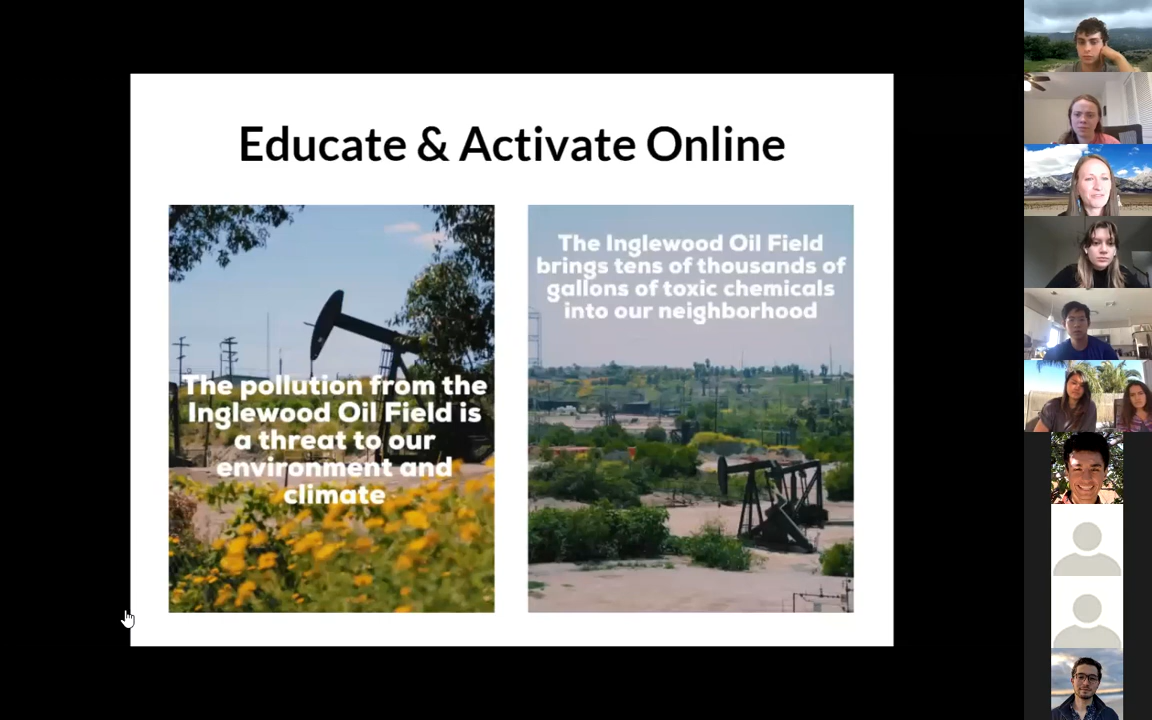 Educate & Activate Online
The pollution from the
Inglewood Oil Field is
a threat to our
environment and
climate
The Inglewood Oil Field
brings tens of thousands of
gallons of toxic chemicals
into our neighborhood